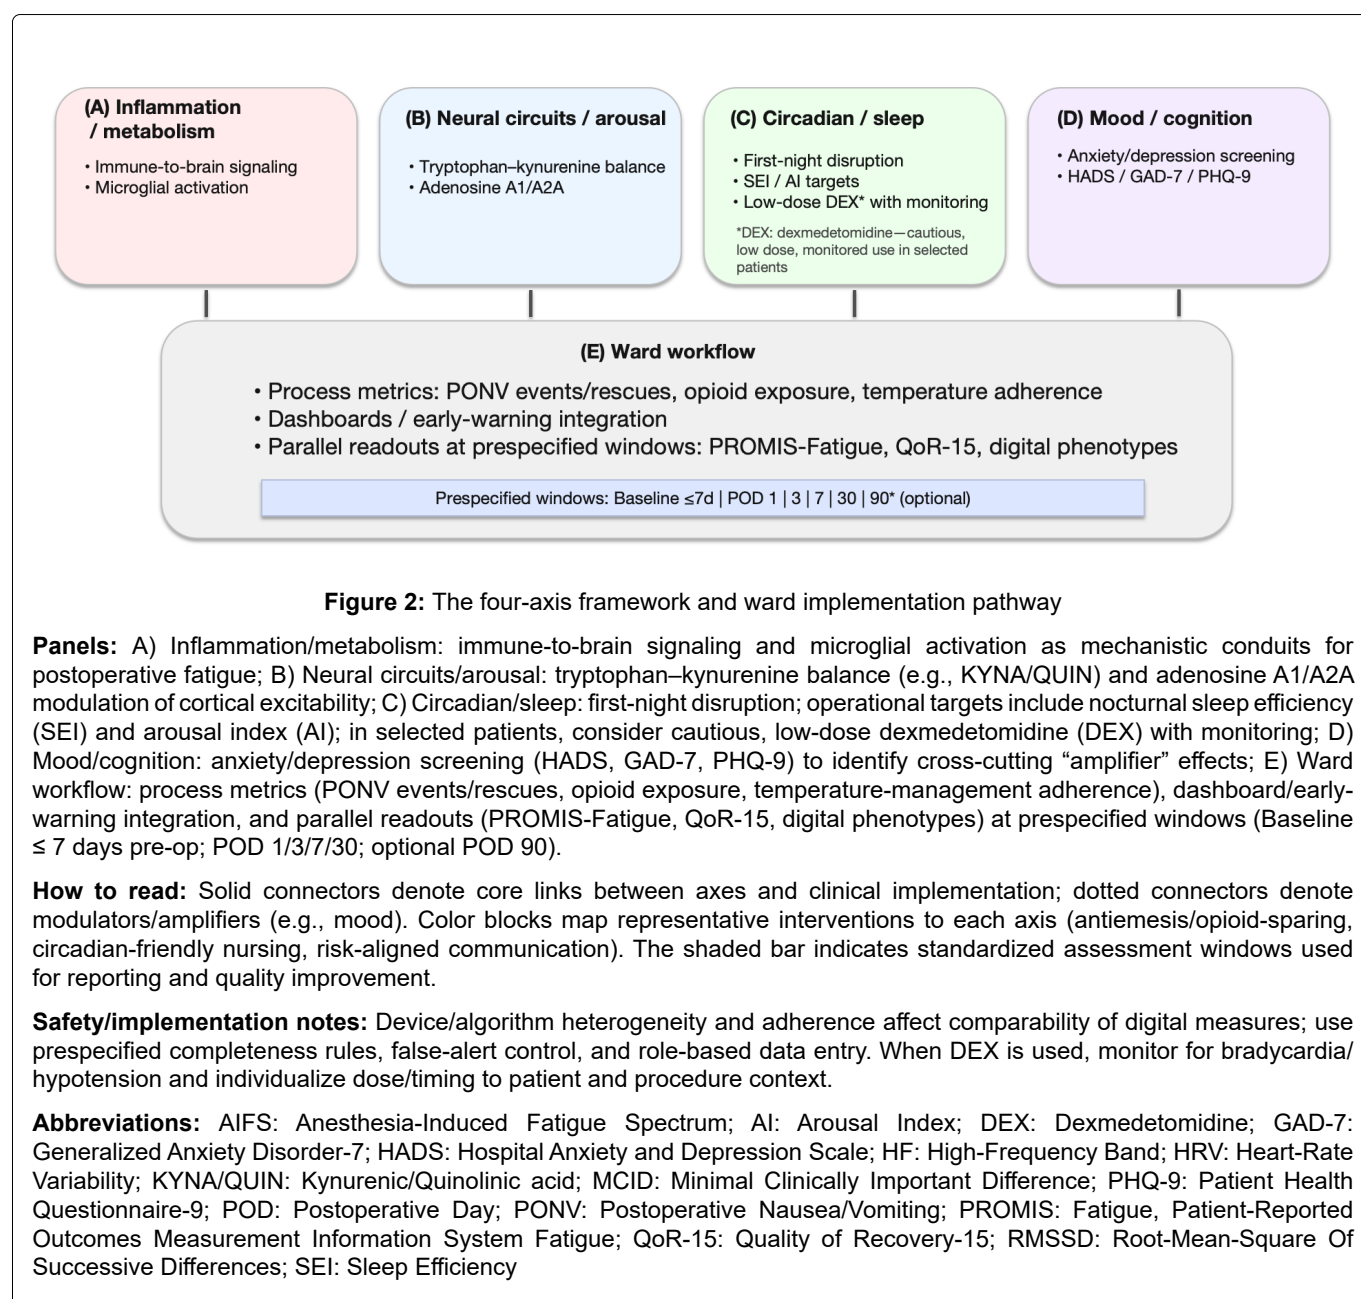 (A) Inflammation
/ metabolism
• Immune-to-brain signaling
• Microglial activation
(B) Neural circuits / arousal
• Tryptophan–kynurenine balance
• Adenosine A1/A2A
(C) Circadian / sleep
• First-night disruption
• SEI / AI targets
• Low-dose DEX* with monitoring
*DEX: dexmedetomidine—cautious,
low dose, monitored use in selected
patients
(D) Mood / cognition
• Anxiety/depression screening
• HADS / GAD-7 / PHQ-9
(E) Ward workflow
• Process metrics: PONV events/rescues, opioid exposure, temperature adherence
• Dashboards / early-warning integration
• Parallel readouts at prespecified windows: PROMIS-Fatigue, QoR-15, digital phenotypes
Prespecified windows: Baseline ≤7d | POD 1 | 3 | 7 | 30 | 90* (optional)
Figure 2: The four-axis framework and ward implementation pathway
Panels: A) Inflammation/metabolism: immune-to-brain signaling and microglial activation as mechanistic conduits for
postoperative fatigue; B) Neural circuits/arousal: tryptophan–kynurenine balance (e.g., KYNA/QUIN) and adenosine A1/A2A
modulation of cortical excitability; C) Circadian/sleep: first-night disruption; operational targets include nocturnal sleep efficiency
(SEI) and arousal index (AI); in selected patients, consider cautious, low-dose dexmedetomidine (DEX) with monitoring; D)
Mood/cognition: anxiety/depression screening (HADS, GAD-7, PHQ-9) to identify cross-cutting “amplifier” effects; E) Ward
workflow: process metrics (PONV events/rescues, opioid exposure, temperature-management adherence), dashboard/early-
warning integration, and parallel readouts (PROMIS-Fatigue, QoR-15, digital phenotypes) at prespecified windows (Baseline
≤ 7 days pre-op; POD 1/3/7/30; optional POD 90).
How to read: Solid connectors denote core links between axes and clinical implementation; dotted connectors denote
modulators/amplifiers (e.g., mood). Color blocks map representative interventions to each axis (antiemesis/opioid-sparing,
circadian-friendly nursing, risk-aligned communication). The shaded bar indicates standardized assessment windows used
for reporting and quality improvement.
Safety/implementation notes: Device/algorithm heterogeneity and adherence affect comparability of digital measures; use
prespecified completeness rules, false-alert control, and role-based data entry. When DEX is used, monitor for bradycardia/
hypotension and individualize dose/timing to patient and procedure context.
Abbreviations: AIFS: Anesthesia-Induced Fatigue Spectrum; AI: Arousal Index; DEX: Dexmedetomidine; GAD-7:
Generalized Anxiety Disorder-7; HADS: Hospital Anxiety and Depression Scale; HF: High-Frequency Band; HRV: Heart-Rate
Variability; KYNA/QUIN: Kynurenic/Quinolinic acid; MCID: Minimal Clinically Important Difference; PHQ-9: Patient Health
Questionnaire-9; POD: Postoperative Day; PONV: Postoperative Nausea/Vomiting; PROMIS: Fatigue, Patient-Reported
Outcomes Measurement Information System Fatigue; QoR-15: Quality of Recovery-15; RMSSD: Root-Mean-Square Of
Successive Differences; SEI: Sleep Efficiency